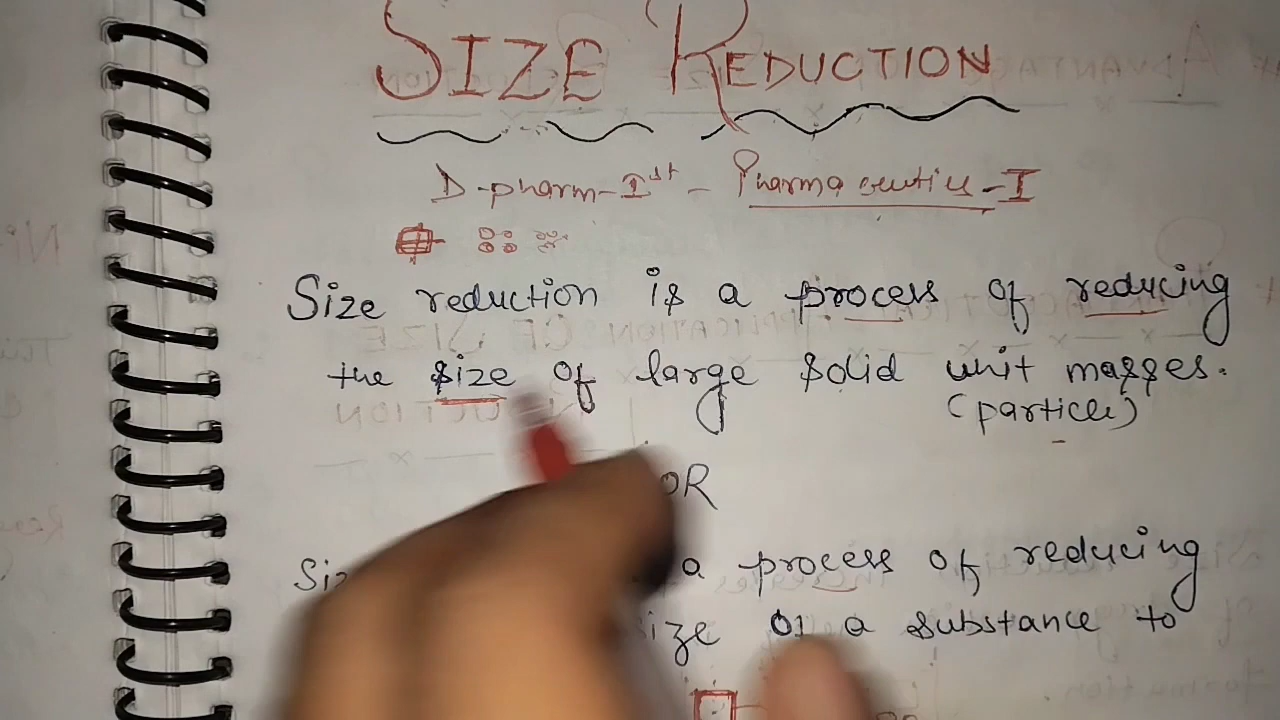 SIZE REDUCTION
D-pharm-Ist - Pharmaceutics-I
Size reduction is a process of reducing
the size of large solid unit masses.
(particles)
OR
a process of reducing
size of a substance to